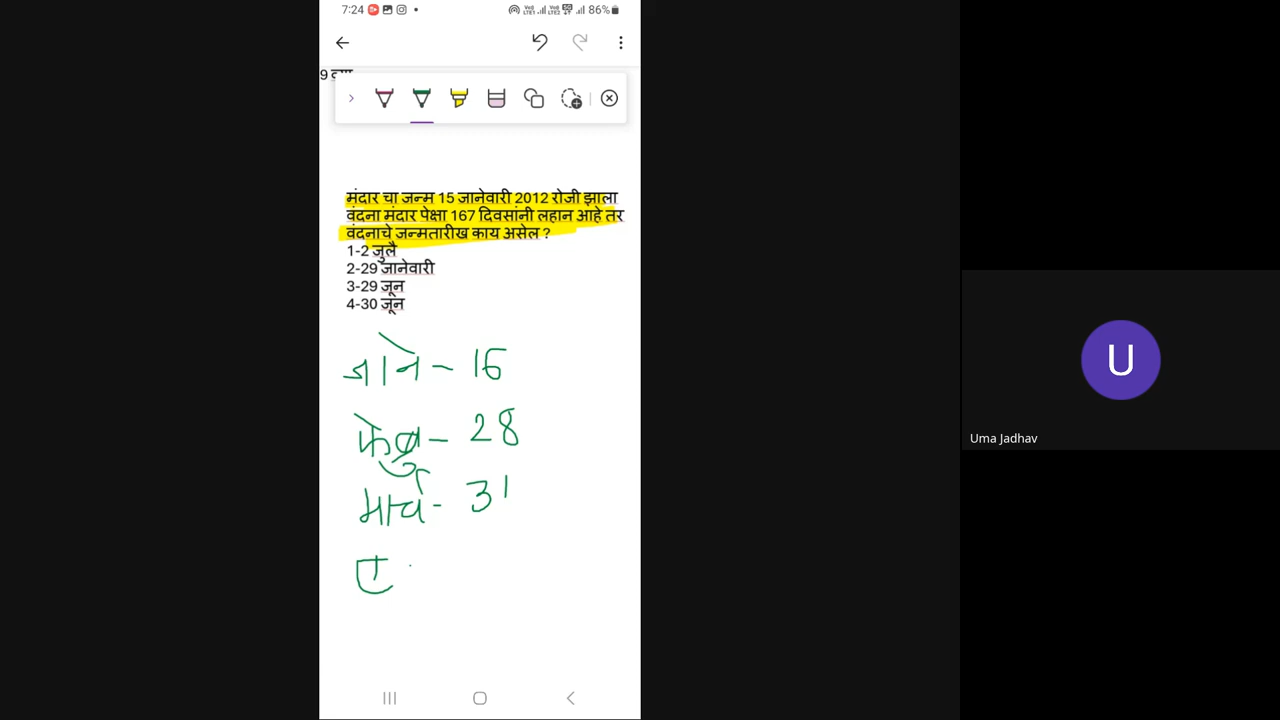 7:24 86%
9 व्या
मंदार चा जन्म 15 जानेवारी 2012 रोजी झाला
वंदना मंदार पेक्षा 167 दिवसांनी लहान आहे तर
वंदनाचे जन्मतारीख काय असेल ?
1-2 जुलै
2-29 जानेवारी
3-29 जून
4-30 जून
जाने - 16
फेब्रु - 28
मार्च - 31
ए
U
Uma Jadhav